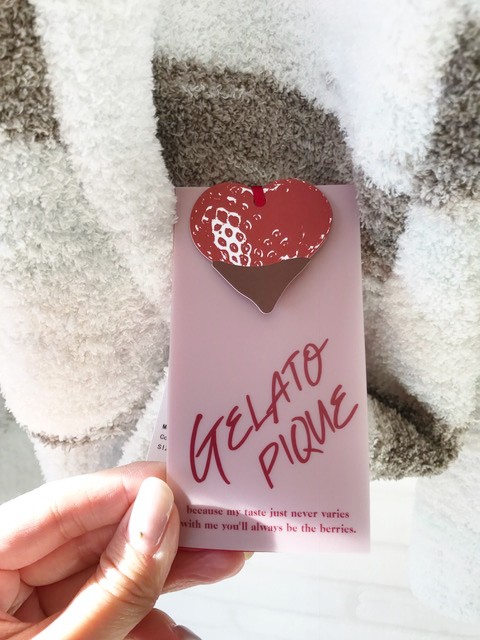 GELATO
PIQUE
because my taste just never varies
with me you'll always be the berries.